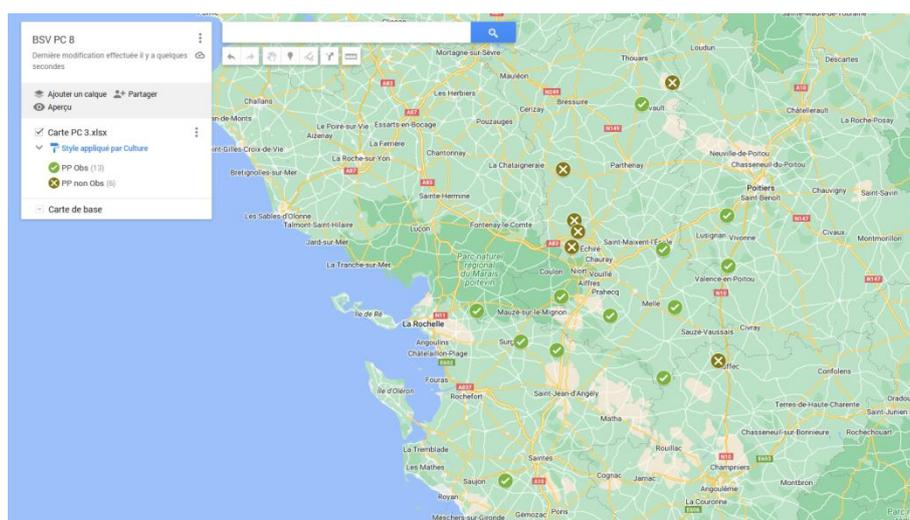 BSV PC 8
Dernière modification effectuée il y a quelques
secondes
Ajouter un calque
Partager
Aperçu
Carte PC 3.xlsx
Style appliqué par Culture
PP Obs (13)
PP non Obs (6)
Carte de base
Mortagne-sur-Sèvre
Thouars
Loudun
Descartes
Mauléon
Challans
Les Herbiers
Cerizay
Bressuire
Châtellerault
La Roche-Posay
Le Poiré-sur-Vie
Essarts-en-Bocage
Pouzauges
Aizenay
La Ferrière
Chantonnay
La Roche-sur-Yon
Bretignolles-sur-Mer
La Chataigneraie
Parthenay
Neuville-de-Poitou
Chasseneuil-du-Poitou
Poitiers
Saint-Benoît
Chauvigny
Saint-Savin
Sainte-Hermine
Les Sables-d'Olonne
Talmont-Saint-Hilaire
Luçon
Fontenay-le-Comte
Lusignan
Vivonne
Civaux
Montmorillon
Jard-sur-Mer
Échiré
Saint-Maixent-l'École
Chauray
La Tranche-sur-Mer
Parc naturel
régional
du Marais
poitevin
Coulon
Niort
Vouillé
Aiffres
Prahecq
Valence-en-Poitou
Île de Ré
Mauzé-sur-le-Mignon
Melle
La Rochelle
Sauzé-Vaussais
Civray
Angoulins
Châtelaillon-Plage
Confolens
Fouras
Île d'Oléron
Rochefort
Saint-Jean-d'Angély
Matha
Terres-de-Haute-Charente
Saint-Junien
Chasseneuil-sur-Bonnieure
Rochechouart
La Tremblade
Rouillac
Les Mathes
Saintes
Champniers
Saujon
Cognac
Jarnac
Montbron
Royan
Angoulême
La Couronne
Meschers-sur-Gironde
Gémozac
Pons